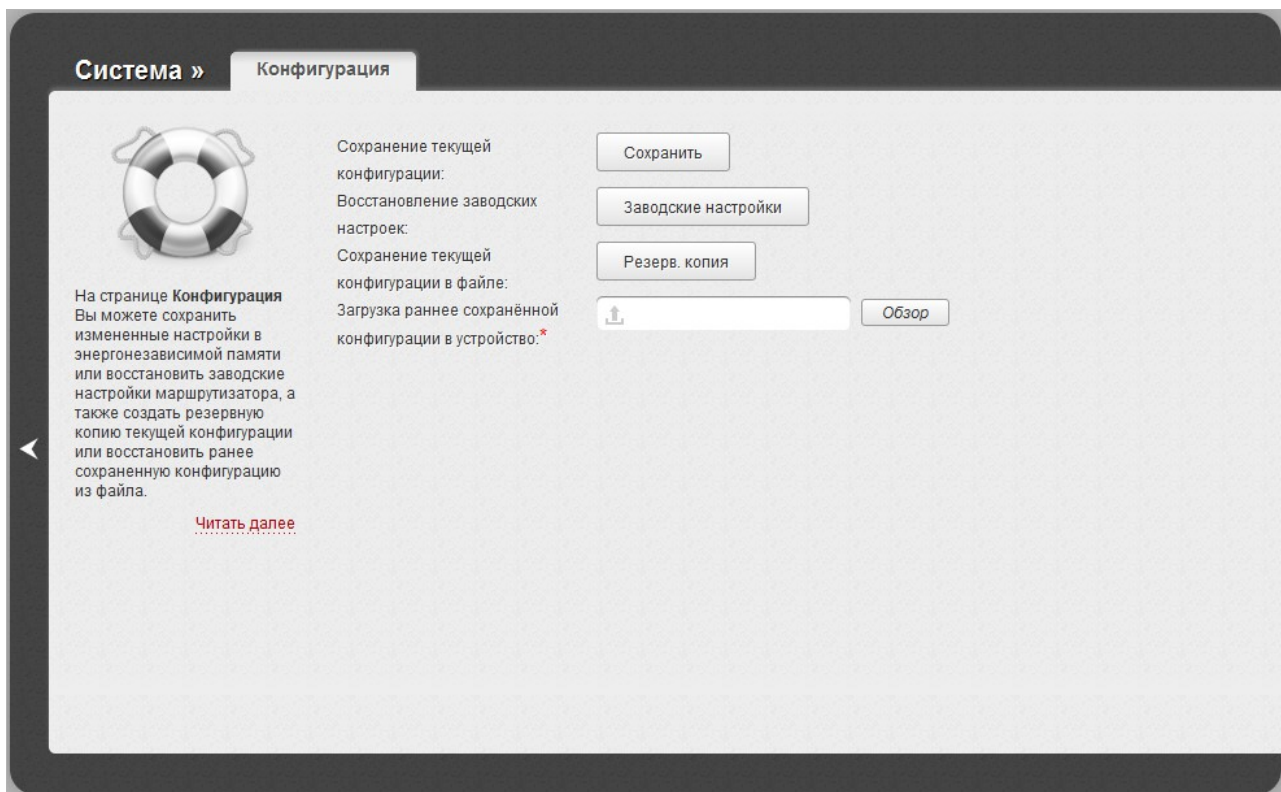 Система »
Конфигурация
На странице Конфигурация
Вы можете сохранить
измененные настройки в
энергонезависимой памяти
или восстановить заводские
настройки маршрутизатора, а
также создать резервную
копию текущей конфигурации
или восстановить ранее
сохраненную конфигурацию
из файла.
Читать далее
Сохранение текущей
конфигурации:
Сохранить
Восстановление заводских
настроек:
Заводские настройки
Сохранение текущей
конфигурации в файле:
Резерв. копия
Загрузка раннее сохранённой
конфигурации в устройство:*
Обзор